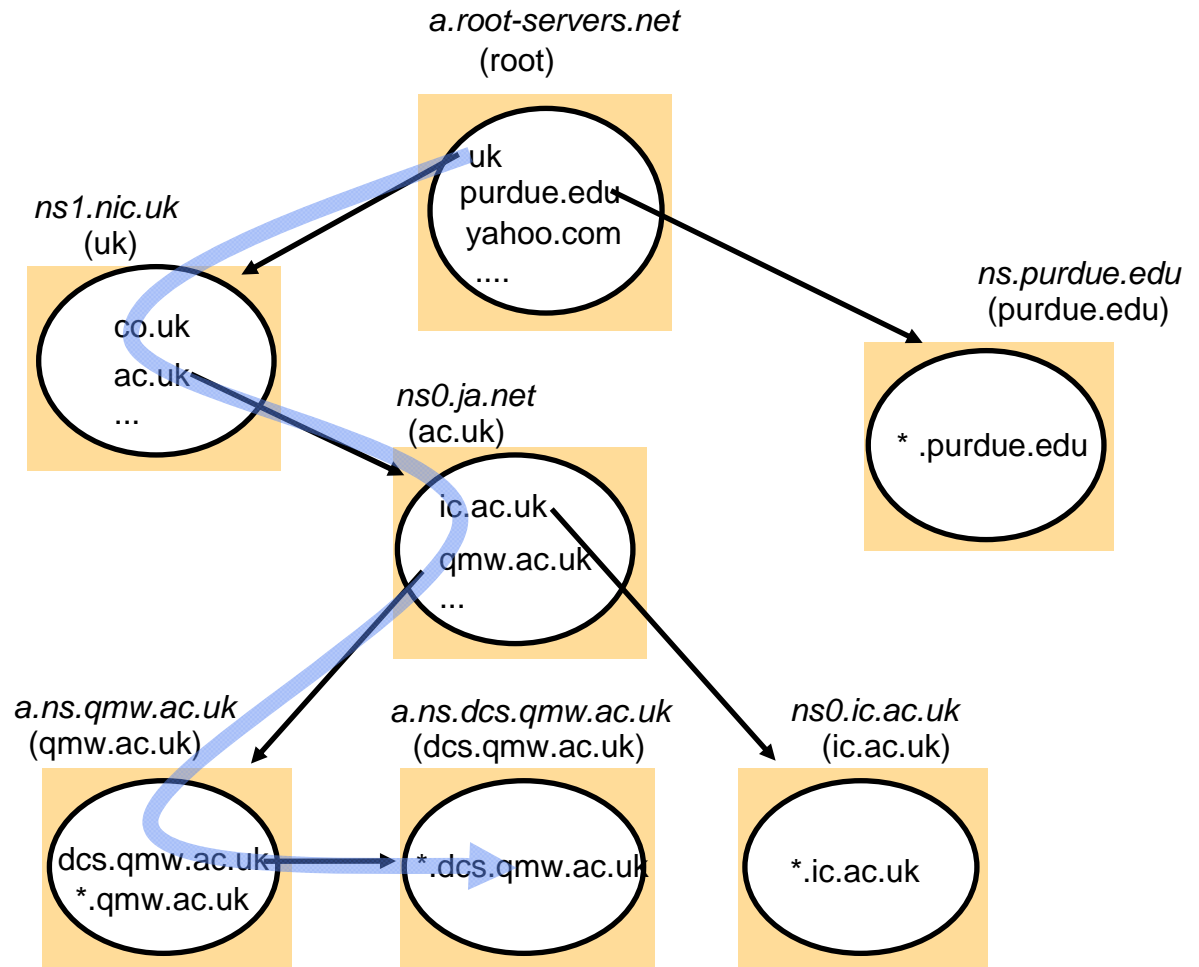 a.root-servers.net
(root)
uk
purdue.edu
yahoo.com
....
ns1.nic.uk
(uk)
co.uk
ac.uk
...
ns.purdue.edu
(purdue.edu)
* .purdue.edu
ns0.ja.net
(ac.uk)
ic.ac.uk
qmw.ac.uk
...
a.ns.qmw.ac.uk
(qmw.ac.uk)
dcs.qmw.ac.uk
*.qmw.ac.uk
a.ns.dcs.qmw.ac.uk
(dcs.qmw.ac.uk)
*.dcs.qmw.ac.uk
ns0.ic.ac.uk
(ic.ac.uk)
*.ic.ac.uk